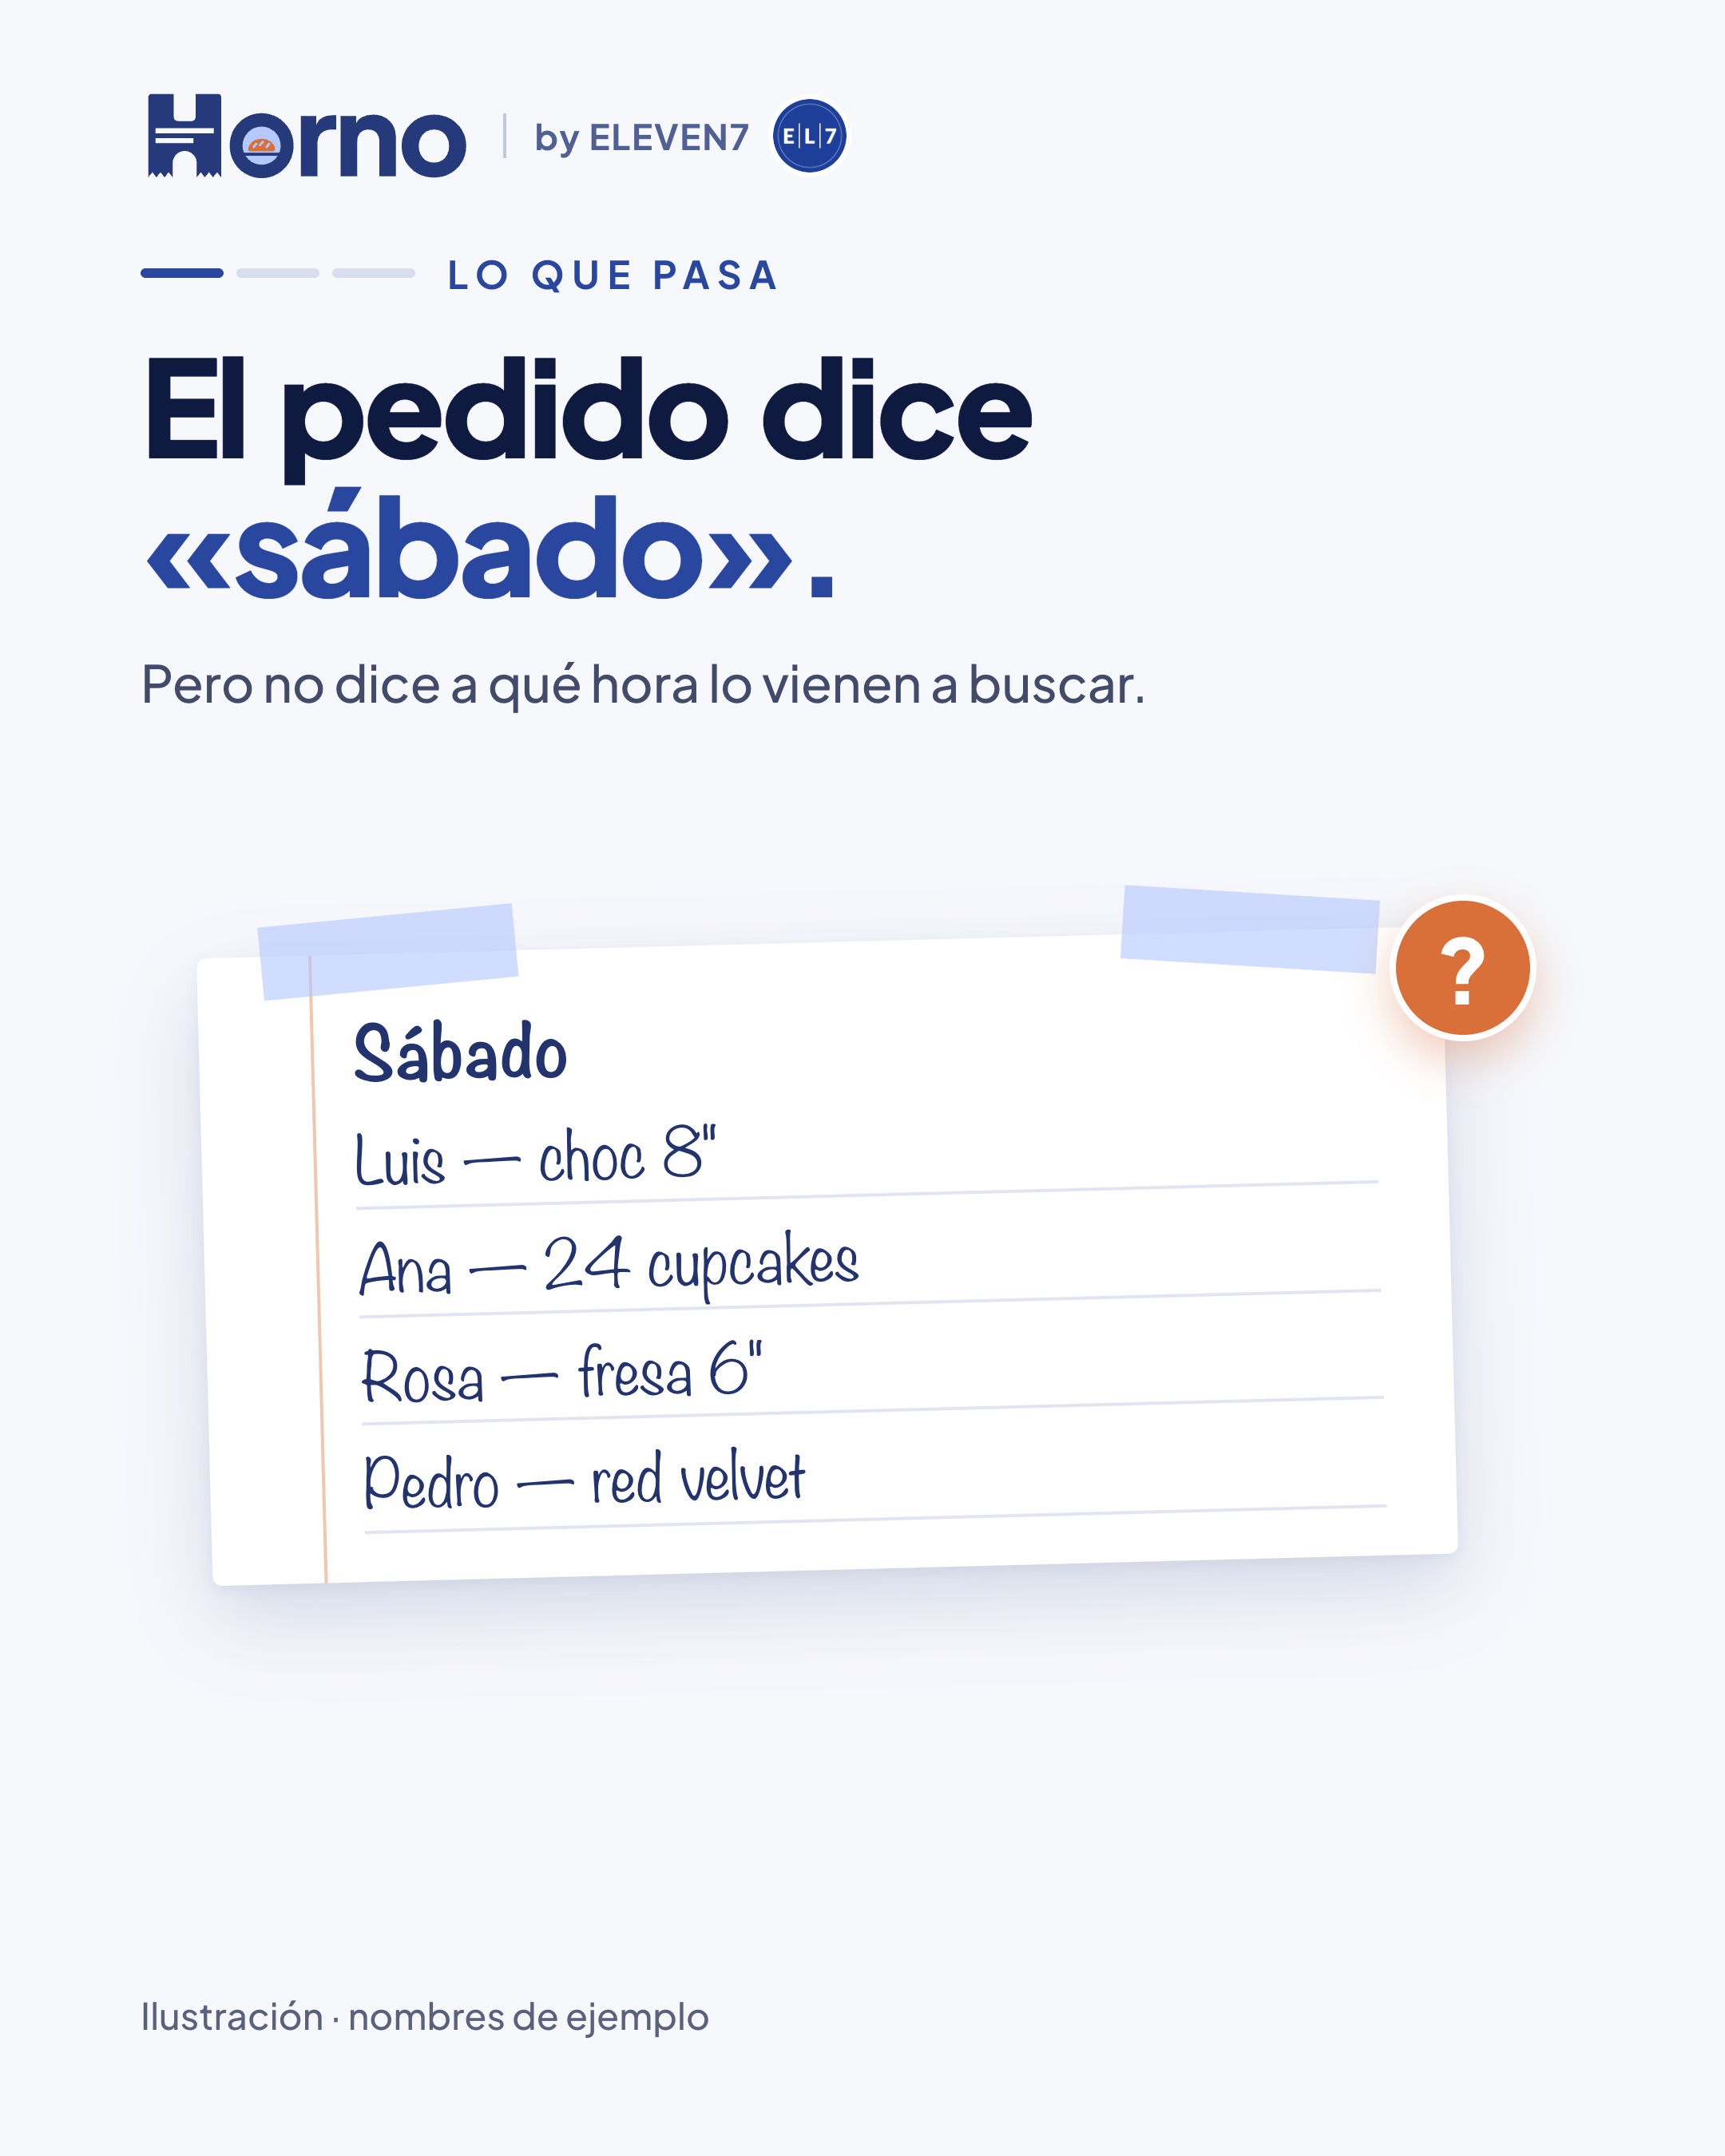 Horno by ELEVEN7 E|L|7
LO QUE PASA
El pedido dice
«sábado».
Pero no dice a qué hora lo vienen a buscar.
?
Sábado
Luis — choc 8"
Ana — 24 cupcakes
Rosa — fresa 6"
Pedro — red velvet
Ilustración · nombres de ejemplo